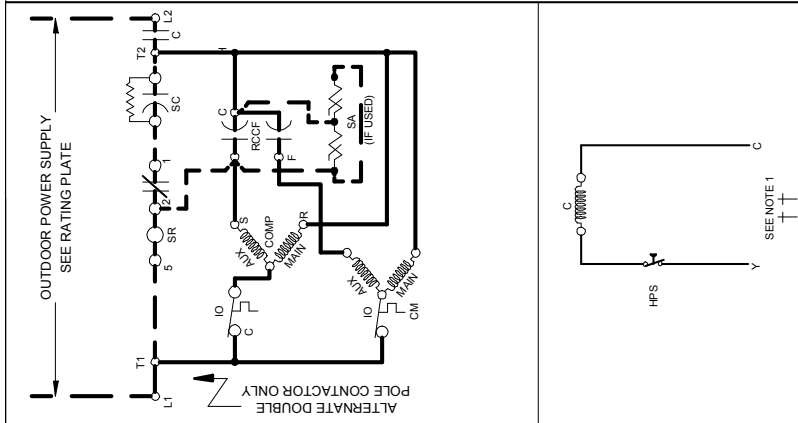 OUTDOOR POWER SUPPLY
SEE RATING PLATE
L2
C
T2
H
SC
1
2
SR
5
T1
L1
ALTERNATE DOUBLE
POLE CONTACTOR ONLY
C
RCCF
F
SA
(IF USED)
S
COMP
R
AUX
MAIN
IO
C
AUX
MAIN
IO
CM
C
HPS
Y
C
SEE NOTE 1